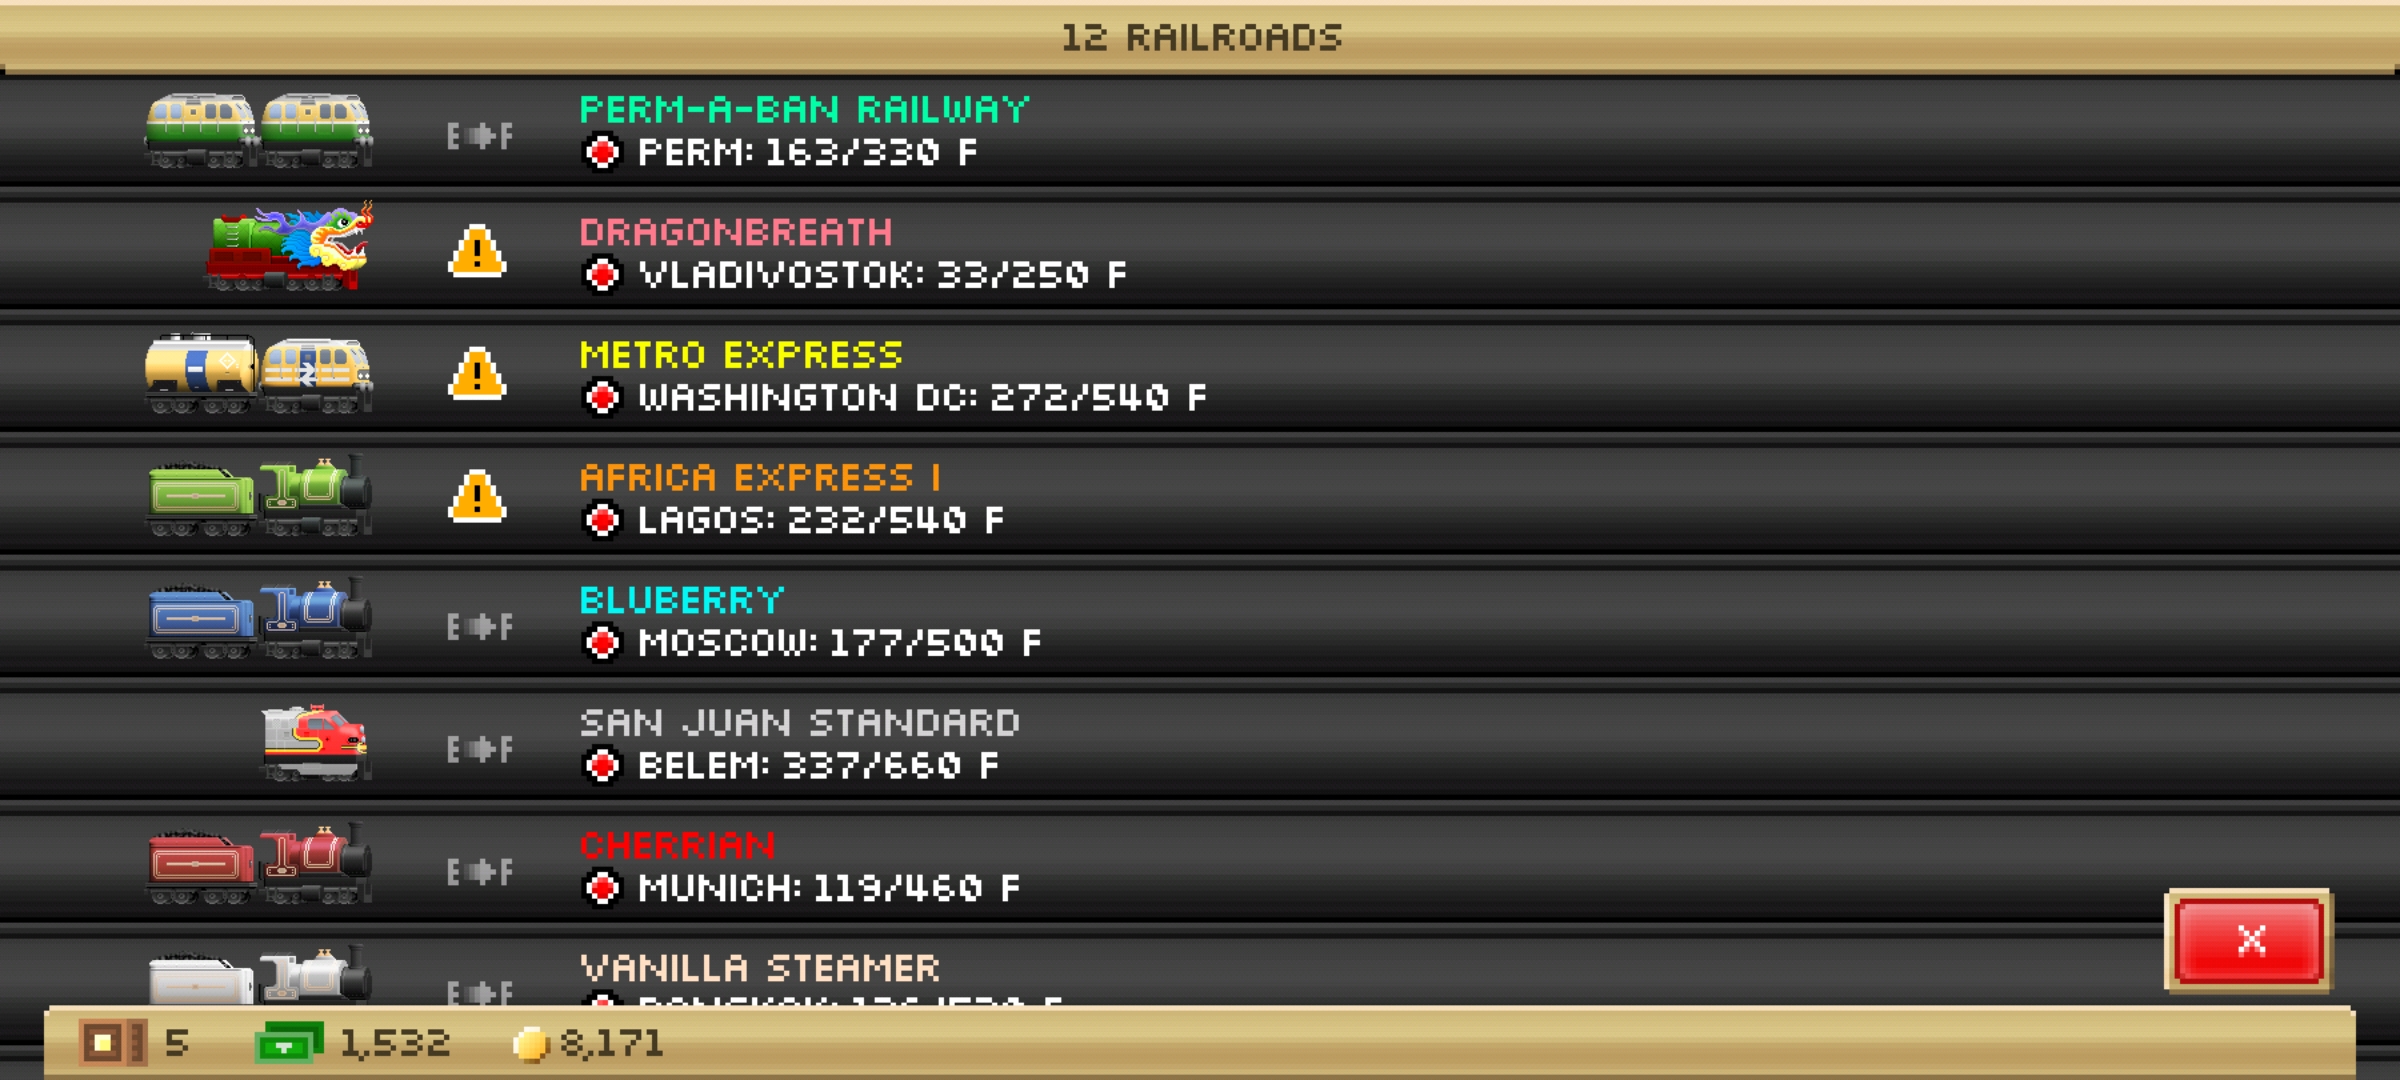 12 RAILROADS
E F
PERM-A-BAN RAILWAY
PERM: 163/330 F
!
DRAGONBREATH
VLADIVOSTOK: 33/250 F
!
METRO EXPRESS
WASHINGTON DC: 272/540 F
!
AFRICA EXPRESS I
LAGOS: 232/540 F
E F
BLUBERRY
MOSCOW: 177/500 F
E F
SAN JUAN STANDARD
BELEM: 337/660 F
E F
CHERRIAN
MUNICH: 119/460 F
E F
VANILLA STEAMER
X
5 1,532 8,171